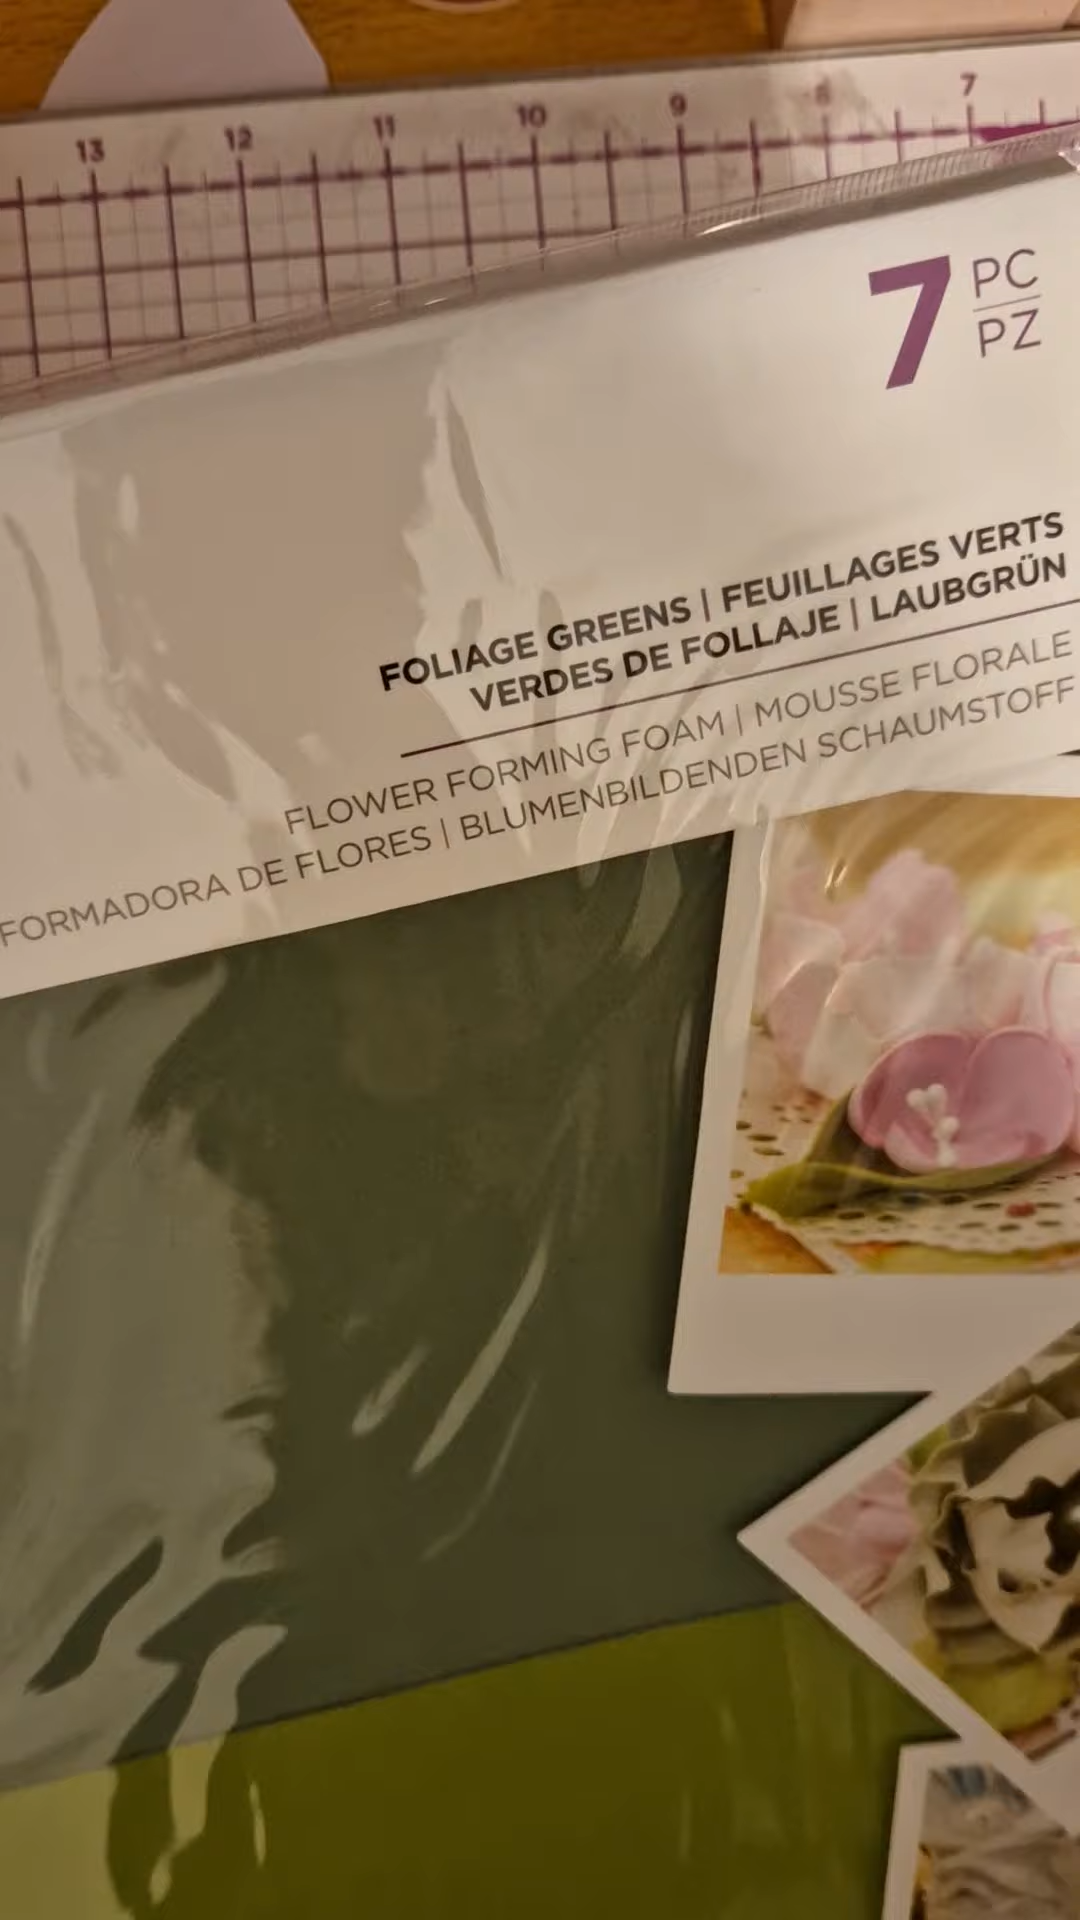 13 12 11 10 9 8 7
7 PC
PZ
FOLIAGE GREENS | FEUILLAGES VERTS
VERDES DE FOLLAJE | LAUBGRÜN
FLOWER FORMING FOAM | MOUSSE FLORALE
FORMADORA DE FLORES | BLUMENBILDENDEN SCHAUMSTOFF